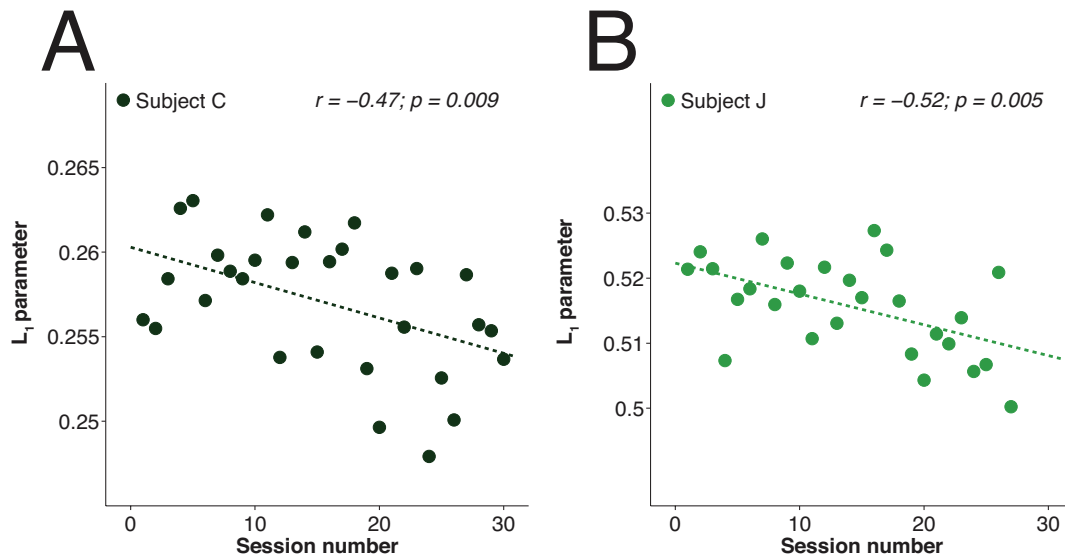 A
Subject C
r = −0.47; p = 0.009
0.265
0.26
0.255
0.25
L1 parameter
0 10 20 30
Session number
B
Subject J
r = −0.52; p = 0.005
0.53
0.52
0.51
0.5
L1 parameter
0 10 20 30
Session number